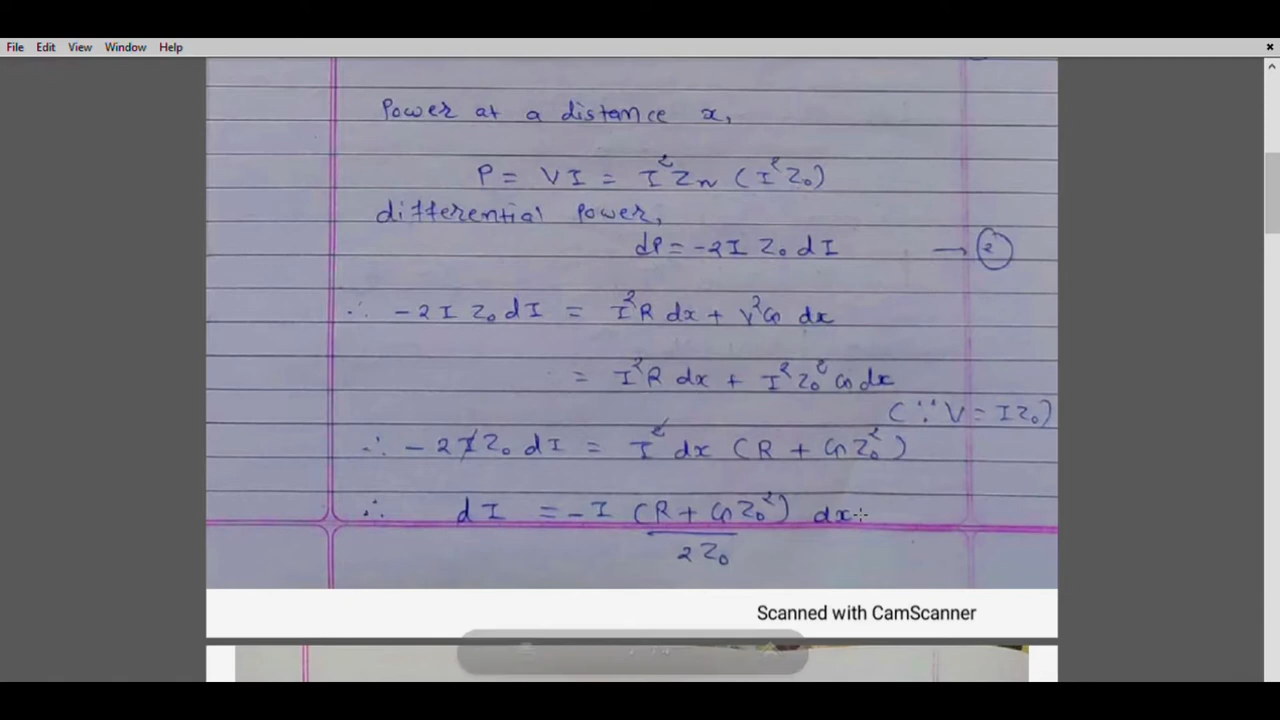 File Edit View Window Help
Power at a distance x,
P = VI = I²Zn (I²Z₀)
differential power,
dP = -2I Z₀ dI → ②
∴ -2I Z₀ dI = I²R dx + V²G dx
= I²R dx + I²Z₀²G dx
(∵ V = IZ₀)
∴ -2I Z₀ dI = I² dx (R + GZ₀²)
∴ dI = -I (R + GZ₀²) dx
2Z₀
Scanned with CamScanner